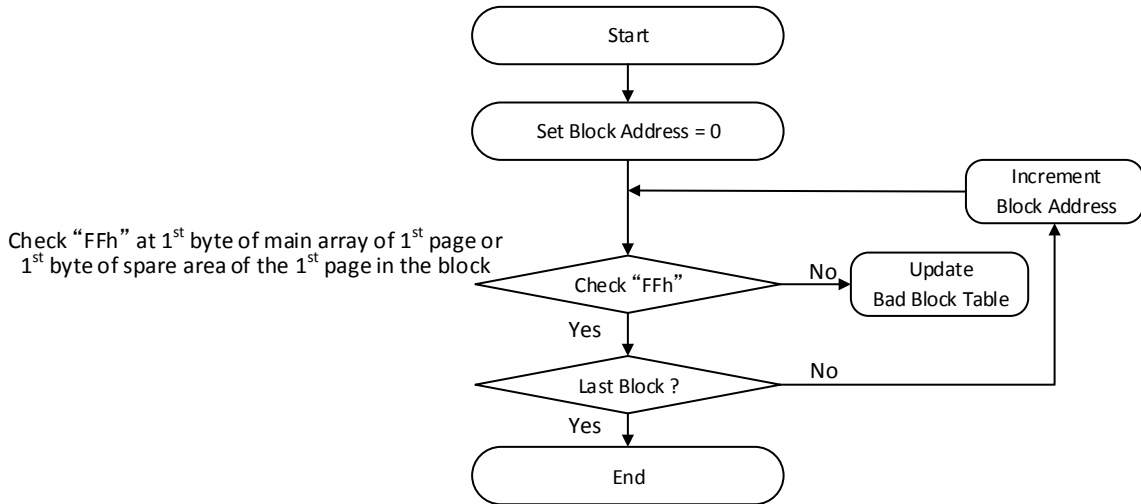 Start
Set Block Address = 0
Increment
Block Address
Check “FFh” at 1st byte of main array of 1st page or
1st byte of spare area of the 1st page in the block
Check “FFh”
No
Update
Bad Block Table
Yes
Last Block ?
No
Yes
End